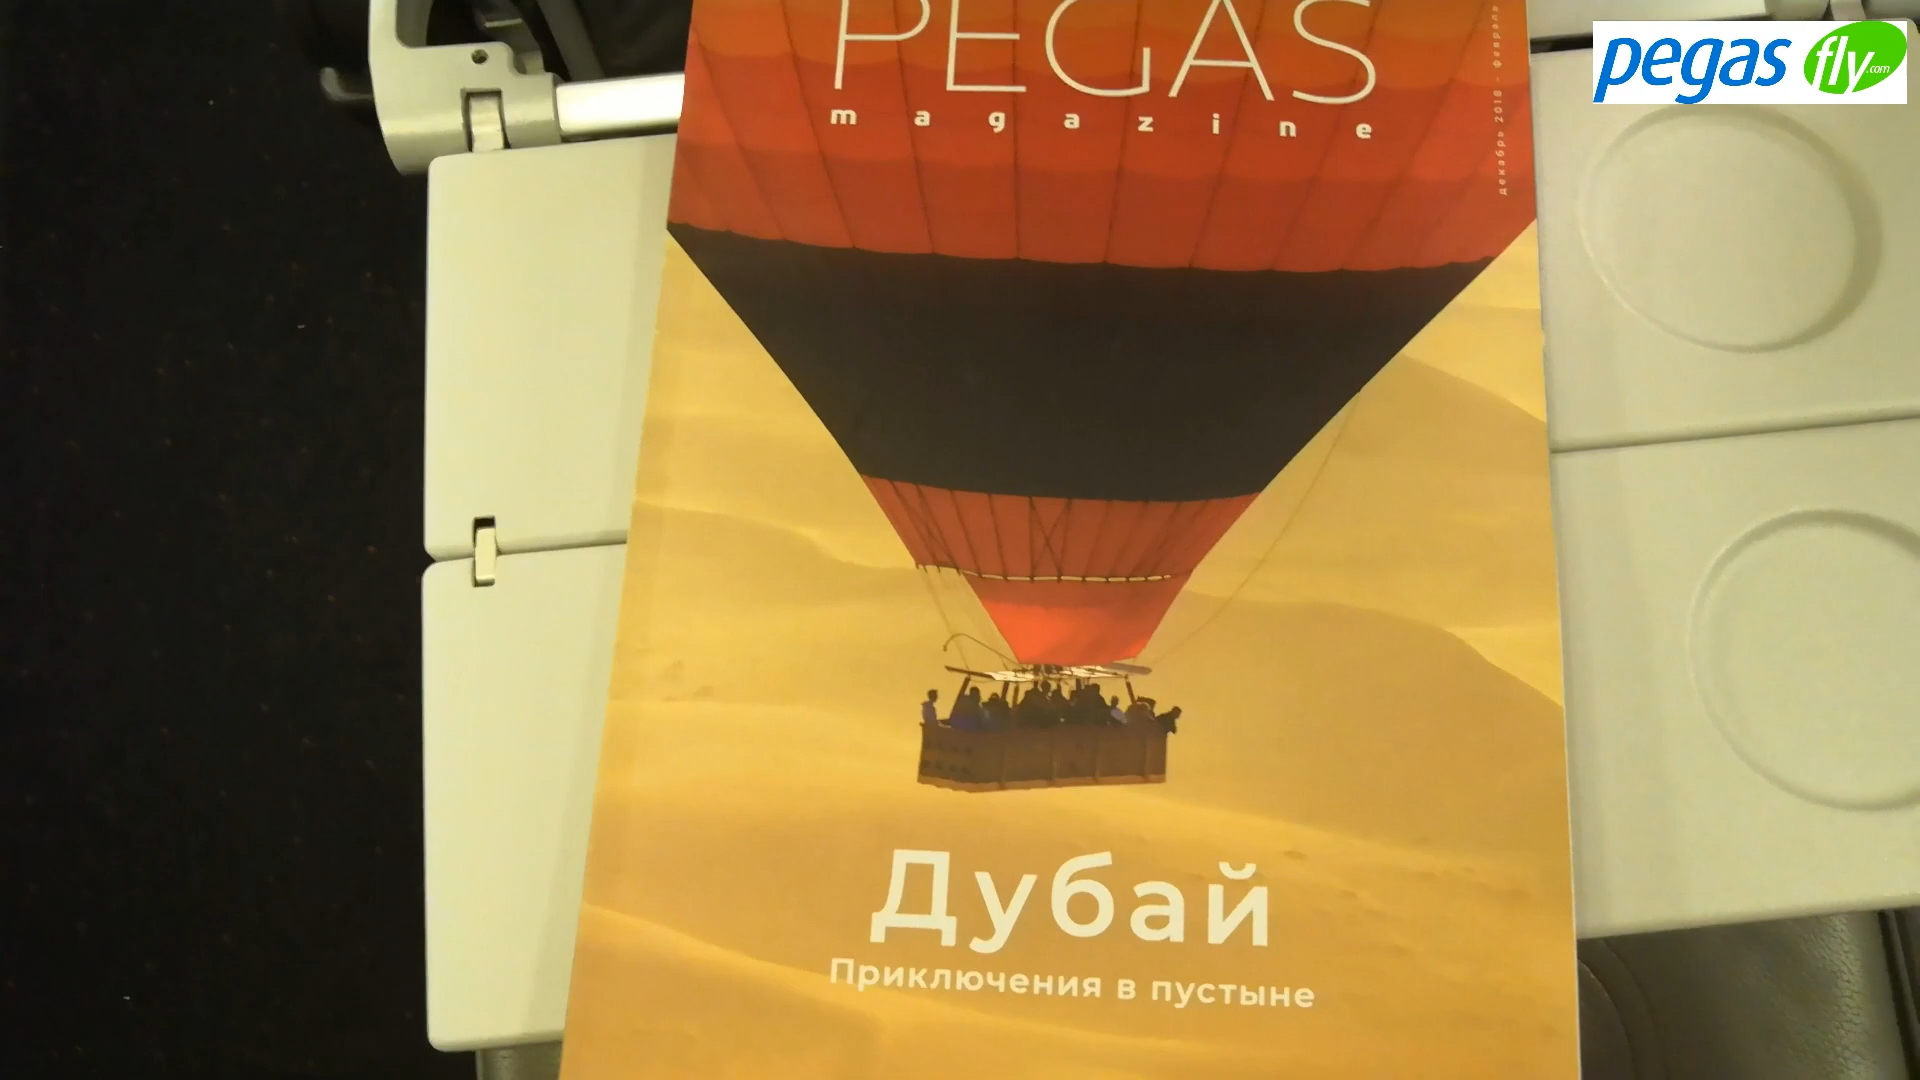 PEGAS
magazine
декабрь 2018 - февраль
pegas fly.com
Дубай
Приключения в пустыне